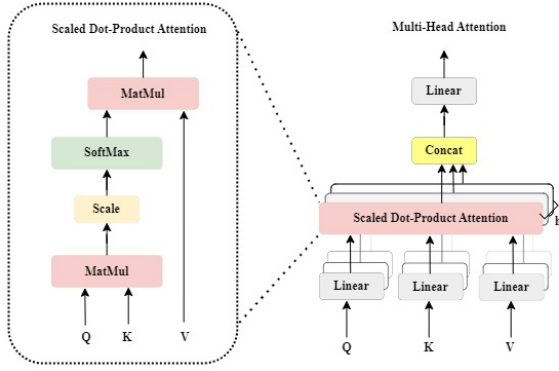 Scaled Dot-Product Attention
MatMul
SoftMax
Scale
MatMul
Q K V
Multi-Head Attention
Linear
Concat
Scaled Dot-Product Attention
h
Linear Linear Linear
Q K V